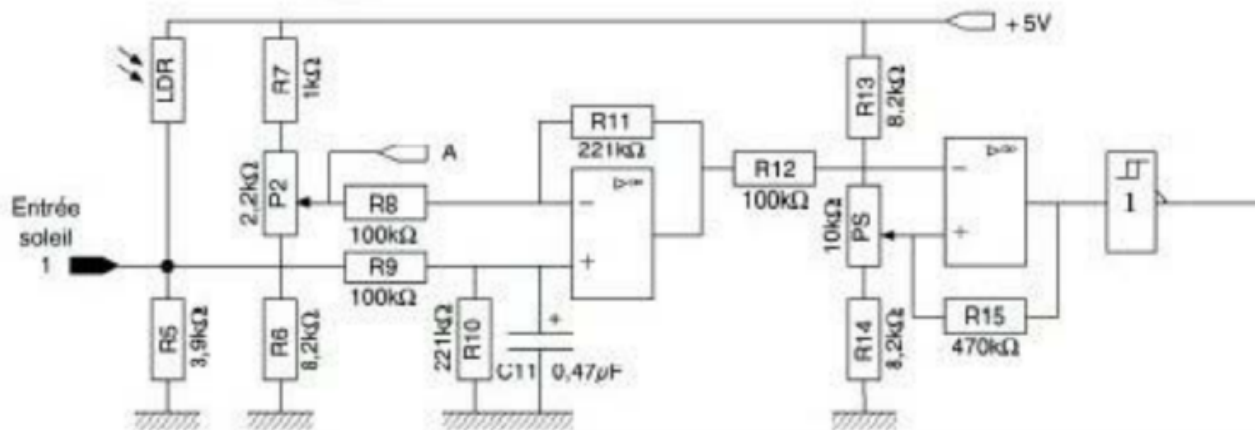 +5V
LDR
R7
1kΩ
R13
8.2kΩ
R11
221kΩ
▷∞
A
2,2kΩ
P2
R8
100kΩ
−
R12
100kΩ
▷∞
−
1
Entrée
soleil
1
10kΩ
PS
+
R9
100kΩ
+
R5
3,9kΩ
R6
8,2kΩ
221kΩ
R10
+
C11 0,47µF
R14
8,2kΩ
R15
470kΩ